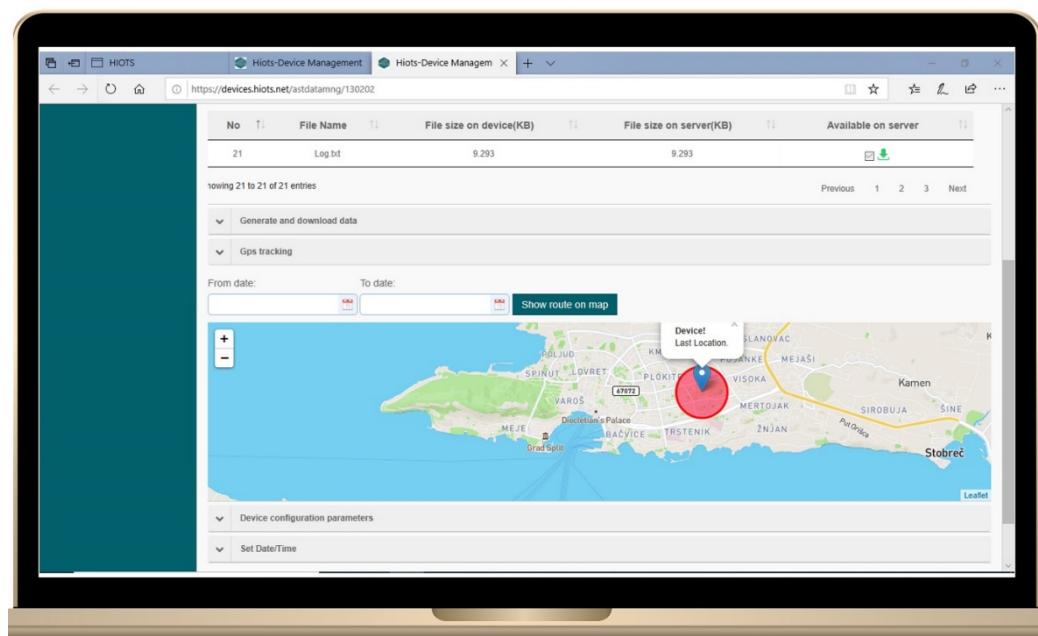 HIOTS
Hiots-Device Management
Hiots-Device Managem
https://devices.hiots.net/astdatamng/130202
No File Name File size on device(KB) File size on server(KB) Available on server
21 Log.txt 9.293 9.293
howing 21 to 21 of 21 entries
Previous 1 2 3 Next
Generate and download data
Gps tracking
From date: To date:
Show route on map
+
−
Device!
Last Location.
SLANOVAC
POLJUD
KM
PUJANKE
MEJAŠI
SPINUT
LOVRET
PLOKITE
VISOKA
Kamen
67072
VAROŠ
MERTOJAK
SIROBUJA
ŠINE
Diocletian's Palace
MEJE
BAČVICE
TRSTENIK
ŽNJAN
Put Orišca
Grad Split
Stobreč
Leaflet
Device configuration parameters
Set Date/Time